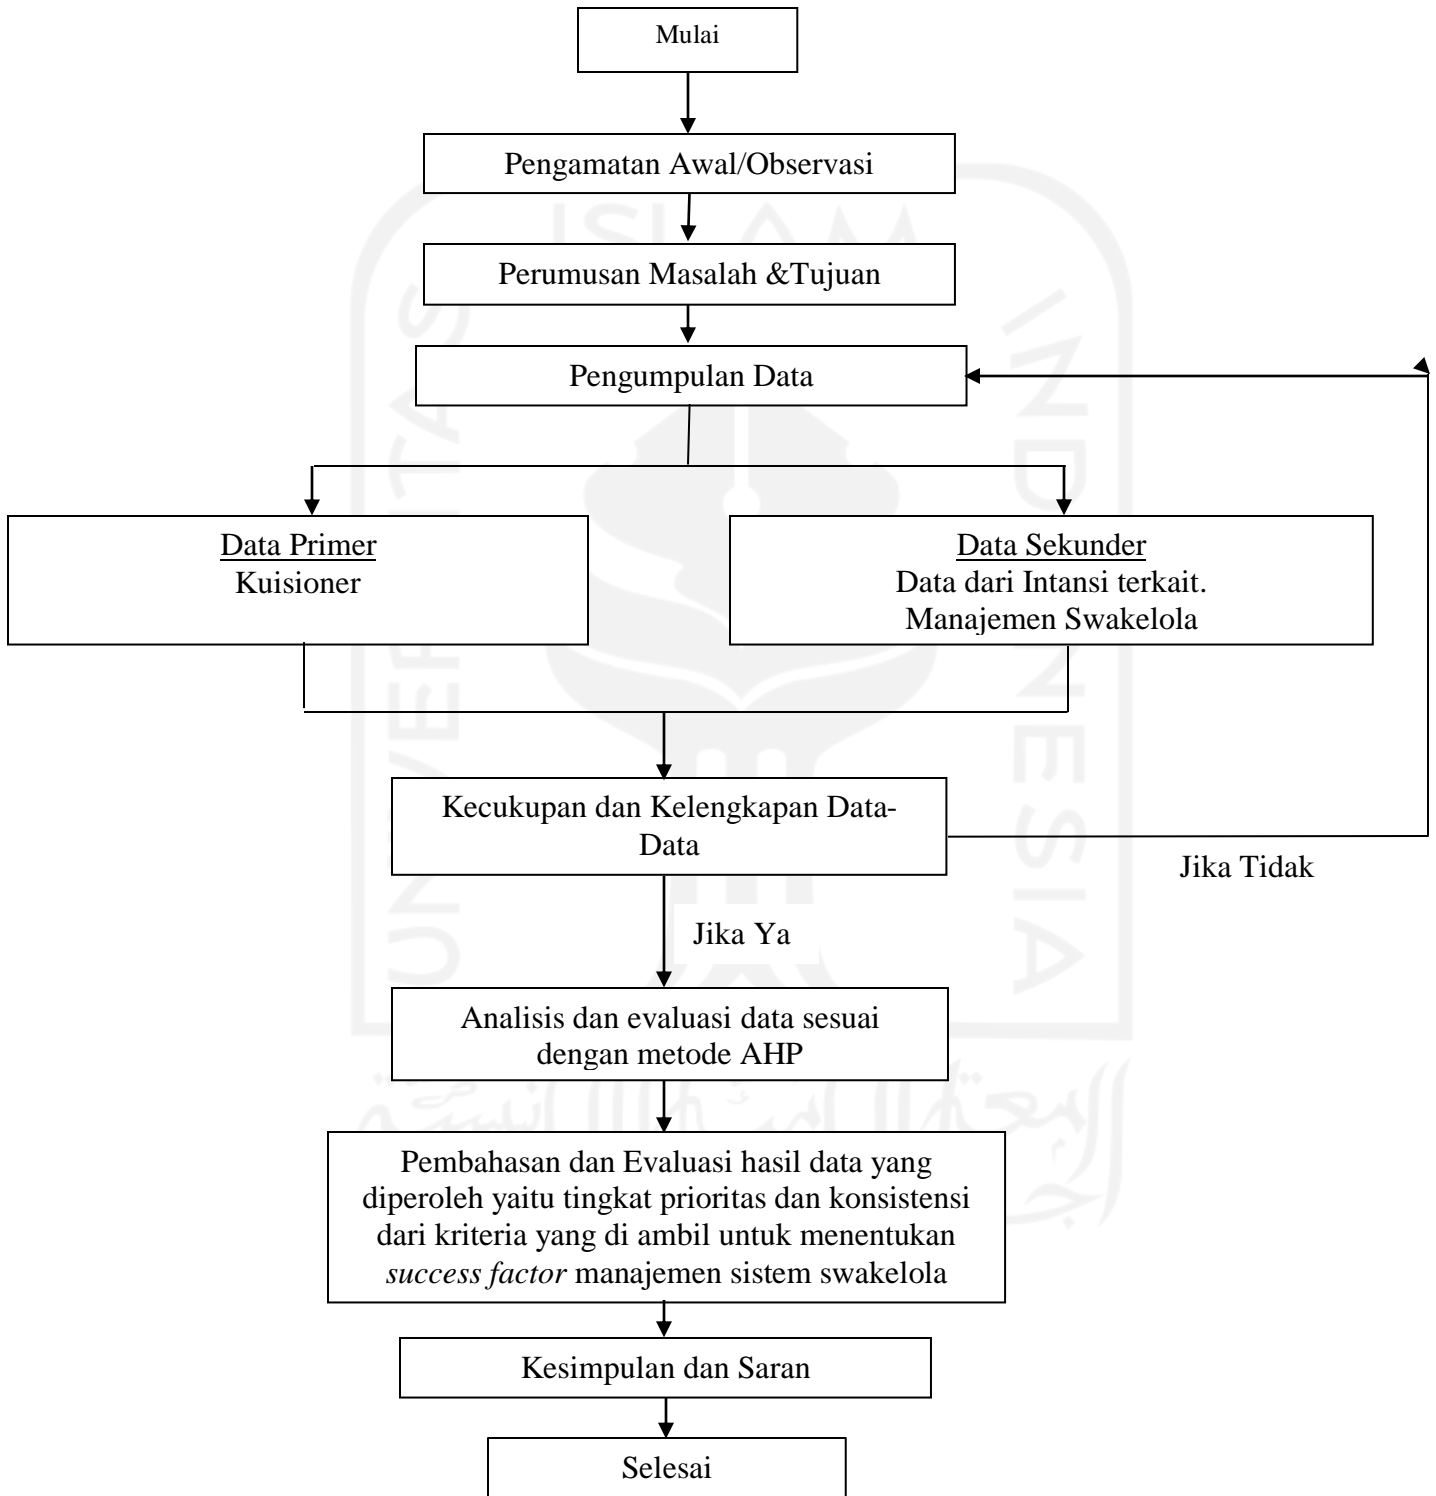 Mulai
Pengamatan Awal/Observasi
Perumusan Masalah &Tujuan
Pengumpulan Data
Data Primer
Kuisioner
Data Sekunder
Data dari Intansi terkait.
Manajemen Swakelola
Kecukupan dan Kelengkapan Data-
Data
Jika Tidak
Jika Ya
Analisis dan evaluasi data sesuai
dengan metode AHP
Pembahasan dan Evaluasi hasil data yang
diperoleh yaitu tingkat prioritas dan konsistensi
dari kriteria yang di ambil untuk menentukan
success factor manajemen sistem swakelola
Kesimpulan dan Saran
Selesai
ISLAM
UNIVERSITAS
INDONESIA